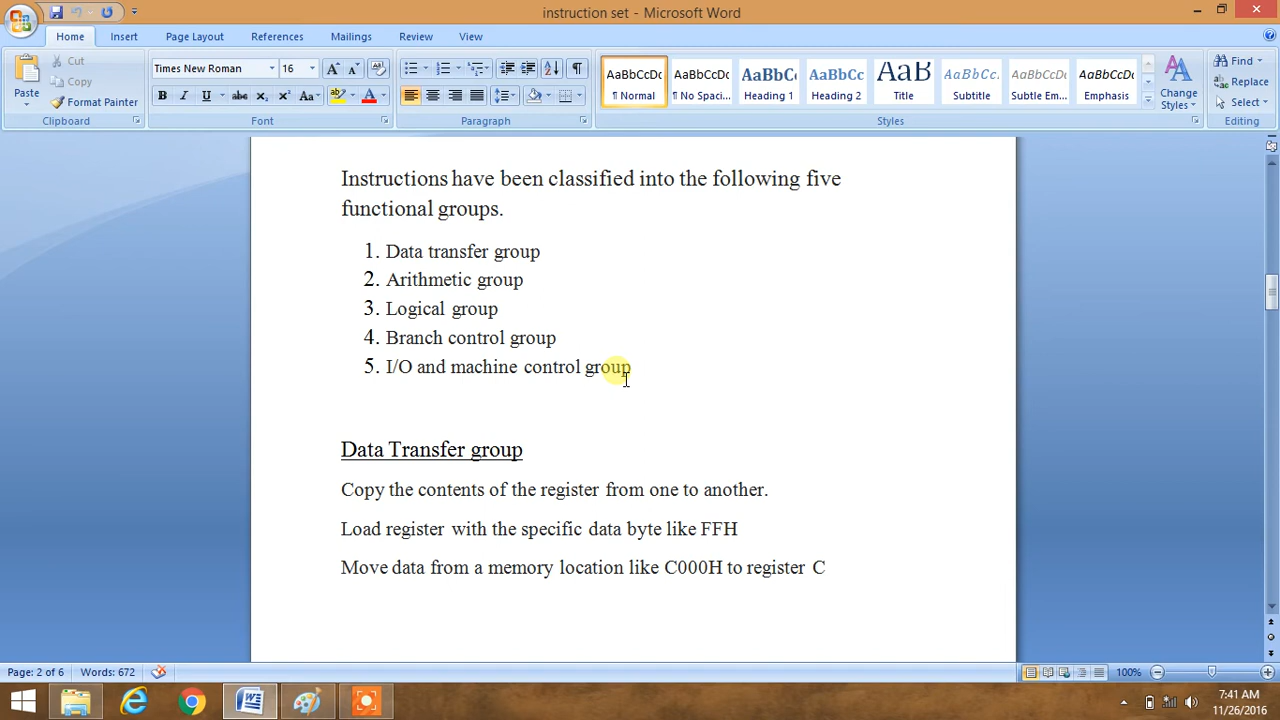 instruction set - Microsoft Word
Home Insert Page Layout References Mailings Review View
Cut
Copy
Format Painter
Paste
Clipboard
Times New Roman 16
Font
Paragraph
AaBbCcDc AaBbCcDc AaBbCc AaBbCc AaB AaBbCc. AaBbCcDc AaBbCcDc
¶ Normal ¶ No Spaci... Heading 1 Heading 2 Title Subtitle Subtle Em... Emphasis
Change Styles
Styles
Find
Replace
Select
Editing
Instructions have been classified into the following five
functional groups.
1. Data transfer group
2. Arithmetic group
3. Logical group
4. Branch control group
5. I/O and machine control group
Data Transfer group
Copy the contents of the register from one to another.
Load register with the specific data byte like FFH
Move data from a memory location like C000H to register C
Page: 2 of 6 Words: 672 100%
7:41 AM
11/26/2016